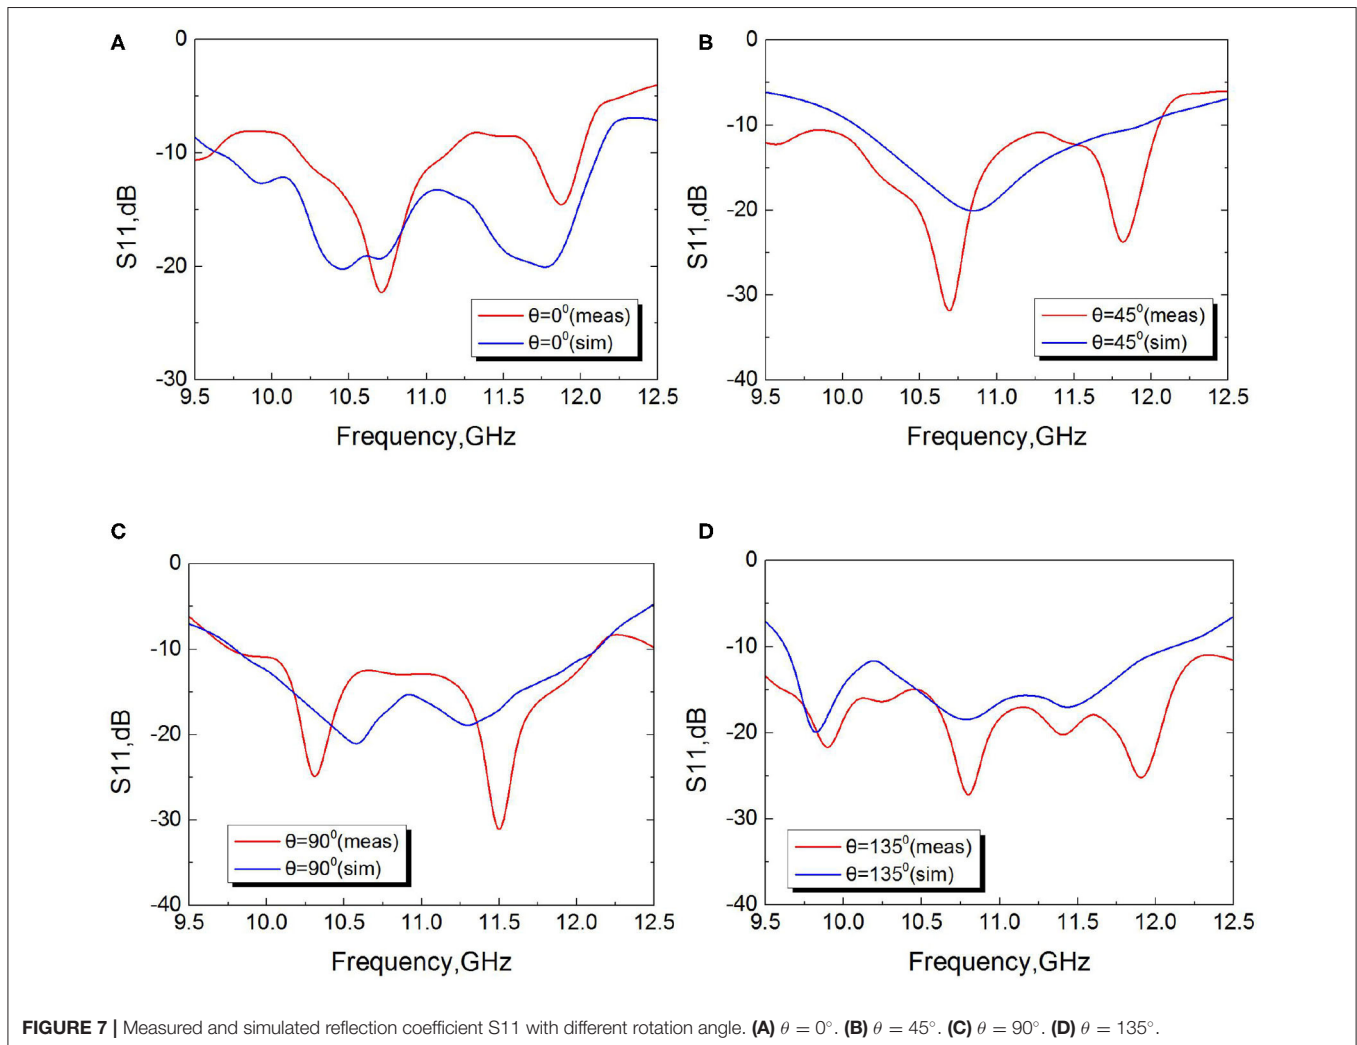 A
B
0
-10
-20
-30
S11,dB
9.5 10.0 10.5 11.0 11.5 12.0 12.5
Frequency,GHz
θ=0⁰(meas)
θ=0⁰(sim)
0
-10
-20
-30
-40
S11,dB
9.5 10.0 10.5 11.0 11.5 12.0 12.5
Frequency,GHz
θ=45⁰(meas)
θ=45⁰(sim)
C
D
0
-10
-20
-30
-40
S11,dB
9.5 10.0 10.5 11.0 11.5 12.0 12.5
Frequency,GHz
θ=90⁰(meas)
θ=90⁰(sim)
0
-10
-20
-30
-40
S11,dB
9.5 10.0 10.5 11.0 11.5 12.0 12.5
Frequency,GHz
θ=135⁰(meas)
θ=135⁰(sim)
FIGURE 7 | Measured and simulated reflection coefficient S11 with different rotation angle. (A) θ = 0°. (B) θ = 45°. (C) θ = 90°. (D) θ = 135°.